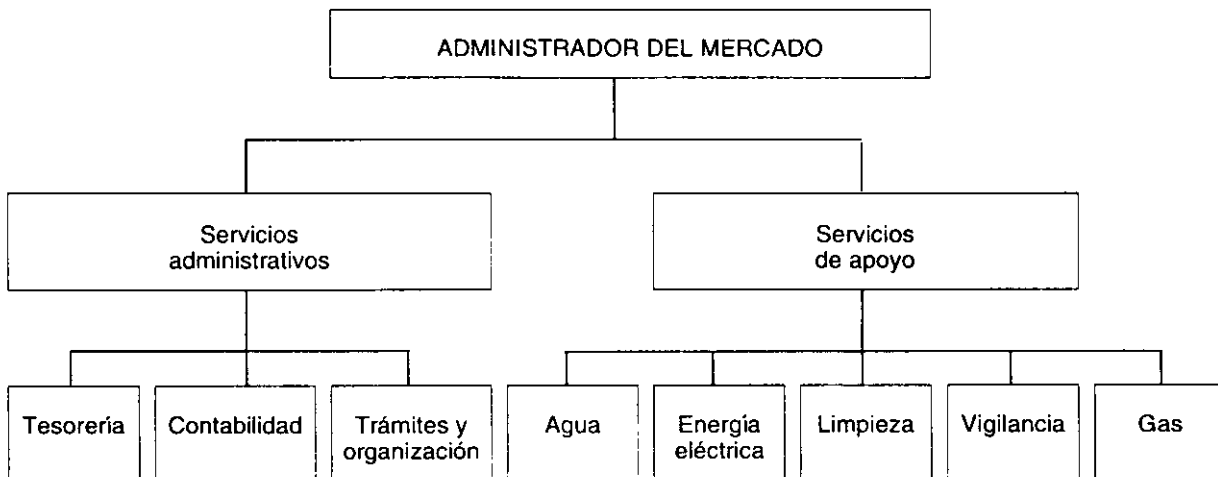 ADMINISTRADOR DEL MERCADO
Servicios
administrativos
Servicios
de apoyo
Tesorería
Contabilidad
Trámites y
organización
Agua
Energía
eléctrica
Limpieza
Vigilancia
Gas